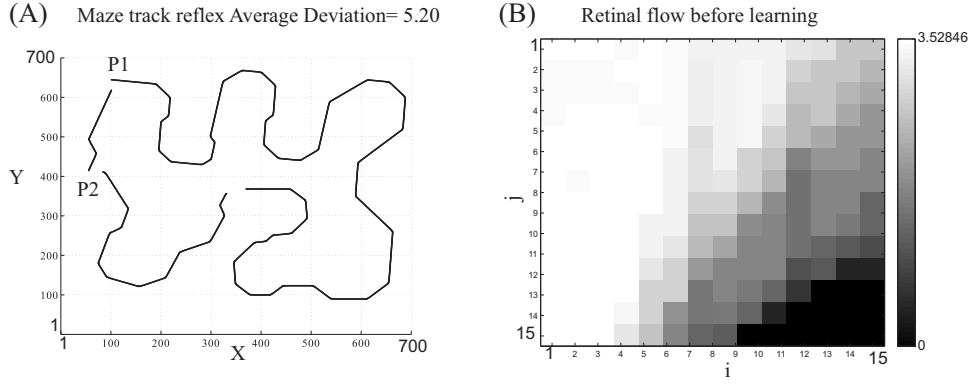 (A) Maze track reflex Average Deviation= 5.20
700
600
500
400
300
200
100
1
Y
P1
P2
1 100 200 300 400 500 600 700
X
(B) Retinal flow before learning
1
2
3
4
5
6
7
8
9
10
11
12
13
14
15
j
1 2 3 4 5 6 7 8 9 10 11 12 13 14 15
i
3.52846
0